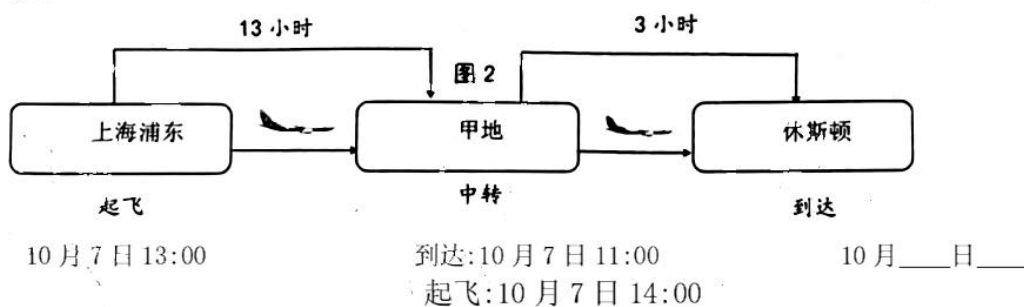 13 小时
3 小时
图 2
上海浦东
甲地
休斯顿
起飞
中转
到达
10 月 7 日 13:00
到达:10 月 7 日 11:00
10 月____日____
起飞:10 月 7 日 14:00